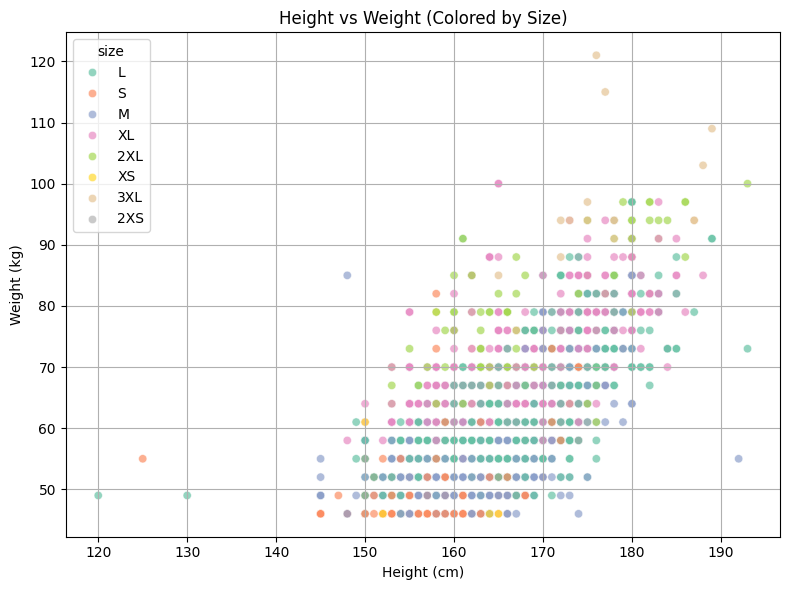 Height vs Weight (Colored by Size)
size
L
S
M
XL
2XL
XS
3XL
2XS
120
110
100
90
80
70
60
50
Weight (kg)
120 130 140 150 160 170 180 190
Height (cm)